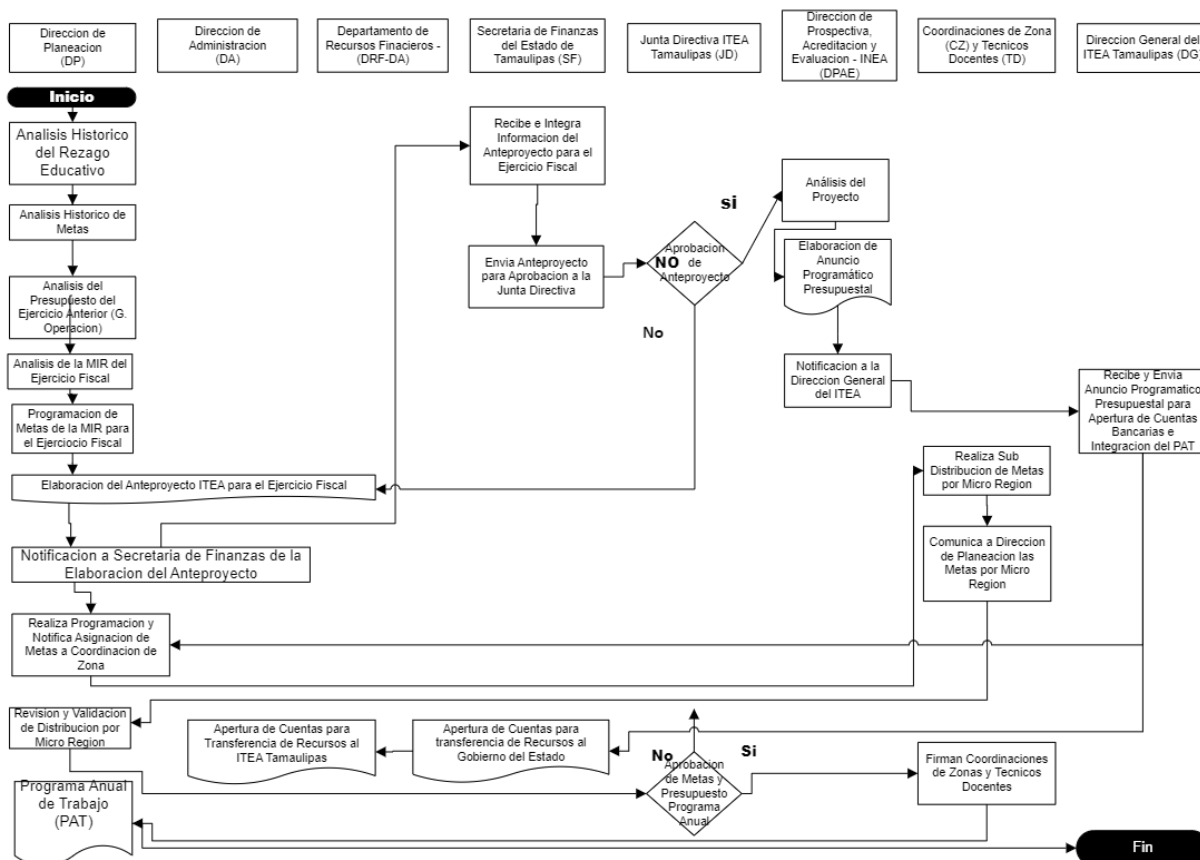 Direccion de
Planeacion
(DP)
Direccion de
Administracion
(DA)
Departamento de
Recursos Finacieros -
(DRF-DA)
Secretaria de Finanzas
del Estado de
Tamaulipas (SF)
Junta Directiva ITEA
Tamaulipas (JD)
Direccion de
Prospectiva,
Acreditacion y
Evaluacion - INEA
(DPAE)
Coordinaciones de Zona
(CZ) y Tecnicos
Docentes (TD)
Direccion General del
ITEA Tamaulipas (DG)
Inicio
Analisis Historico
del Rezago
Educativo
Analisis Historico de
Metas
Analisis del
Presupuesto del
Ejercicio Anterior (G.
Operacion)
Analisis de la MIR del
Ejercicio Fiscal
Programacion de
Metas de la MIR para
el Ejerciocio Fiscal
Elaboracion del Anteproyecto ITEA para el Ejercicio Fiscal
Notificacion a Secretaria de Finanzas de la
Elaboracion del Anteproyecto
Recibe e Integra
Informacion del
Anteproyecto para el
Ejercicio Fiscal
Envia Anteproyecto
para Aprobacion a la
Junta Directiva
Aprobacion
de
Anteproyecto
NO
si
No
Análisis del
Proyecto
Elaboracion de
Anuncio
Programático
Presupuestal
Notificacion a la
Direccion General
del ITEA
Recibe y Envia
Anuncio Programatico
Presupuestal para
Apertura de Cuentas
Bancarias e
Integracion del PAT
Realiza Programacion y
Notifica Asignacion de
Metas a Coordinacion de
Zona
Realiza Sub
Distribucion de Metas
por Micro Region
Comunica a Direccion
de Planeacion las
Metas por Micro
Region
Revision y Validacion
de Distribucion por
Micro Region
Apertura de Cuentas para
Transferencia de Recursos al
ITEA Tamaulipas
Apertura de Cuentas para
transferencia de Recursos al
Gobierno del Estado
No
Si
Aprobacion
de Metas y
Presupuesto
Programa
Anual
Firman Coordinaciones
de Zonas y Tecnicos
Docentes
Programa Anual
de Trabajo
(PAT)
Fin